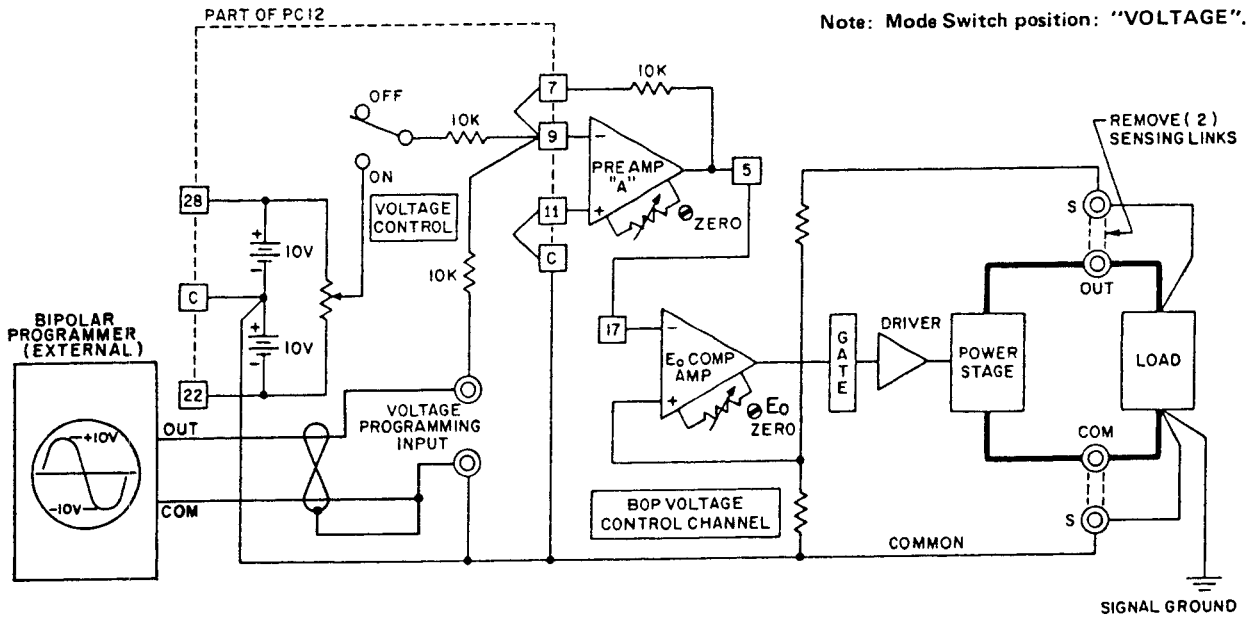 PART OF PC12
Note: Mode Switch position: "VOLTAGE".
OFF
10K
7
10K
9
ON
VOLTAGE
CONTROL
28
+
10V
-
C
+
10V
-
22
10K
11
C
-
PREAMP
"A"
+
ZERO
5
REMOVE(2)
SENSING LINKS
S
OUT
17
-
E₀ COMP
AMP
+
E₀
ZERO
GATE
DRIVER
POWER
STAGE
LOAD
COM
S
BIPOLAR
PROGRAMMER
(EXTERNAL)
+10V
-10V
OUT
COM
VOLTAGE
PROGRAMMING
INPUT
BOP VOLTAGE
CONTROL CHANNEL
COMMON
SIGNAL GROUND